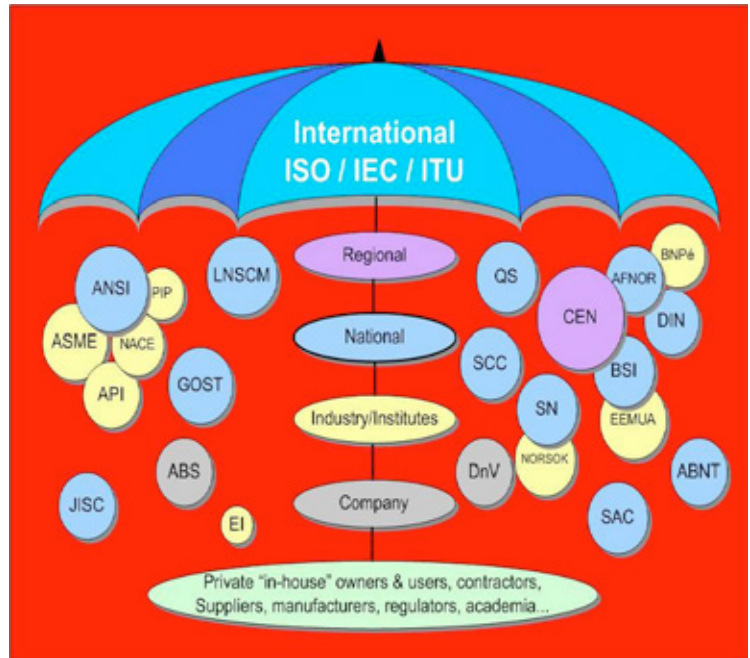 International
ISO / IEC / ITU
Regional
National
Industry/Institutes
Company
Private "in-house" owners & users, contractors,
Suppliers, manufacturers, regulators, academia...
ANSI
PIP
LNSCM
ASME
NACE
API
GOST
ABS
JISC
EI
QS
AFNOR
BNPé
CEN
DIN
SCC
BSI
SN
EEMUA
NORSOK
DnV
ABNT
SAC